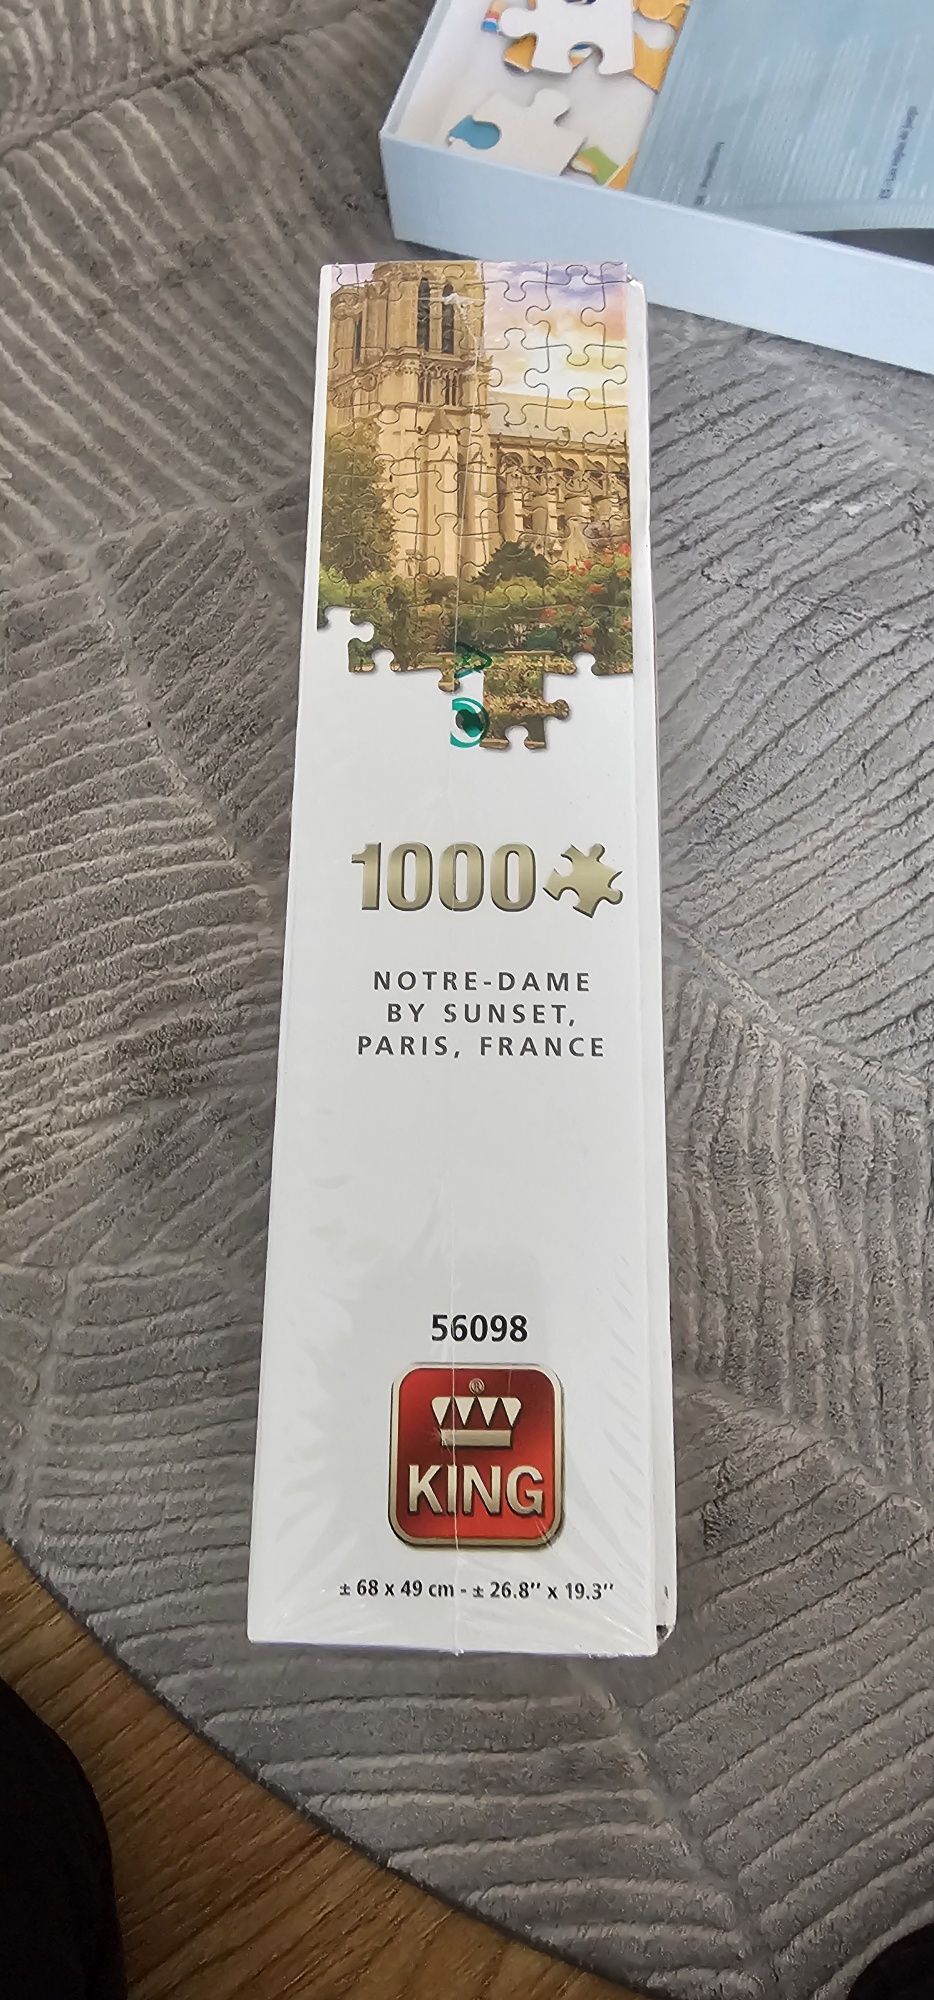 1000
NOTRE-DAME
BY SUNSET,
PARIS, FRANCE
56098
®
KING
± 68 x 49 cm - ± 26.8’’ x 19.3’’